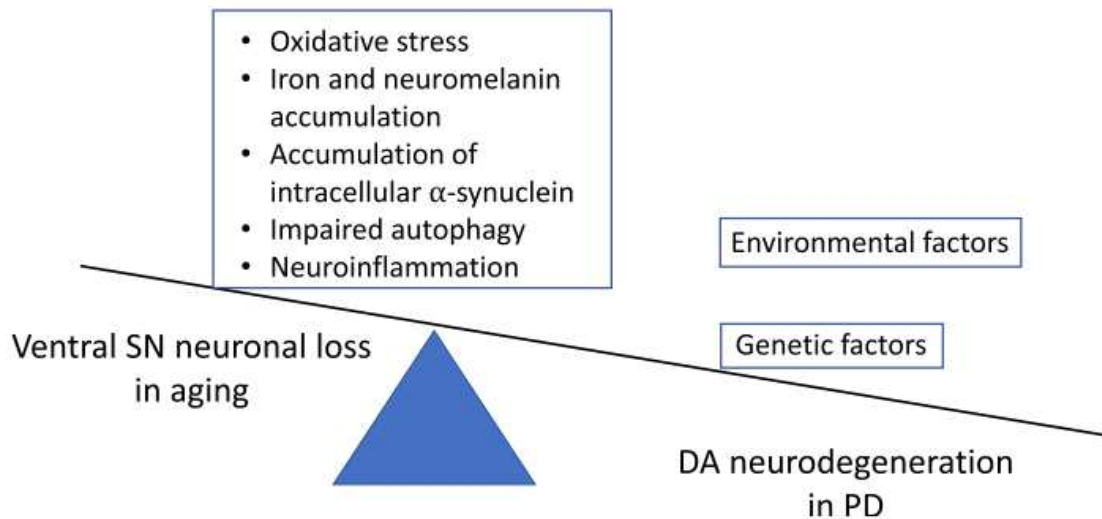 • Oxidative stress
• Iron and neuromelanin
accumulation
• Accumulation of
intracellular α-synuclein
• Impaired autophagy
• Neuroinflammation
Environmental factors
Genetic factors
Ventral SN neuronal loss
in aging
DA neurodegeneration
in PD